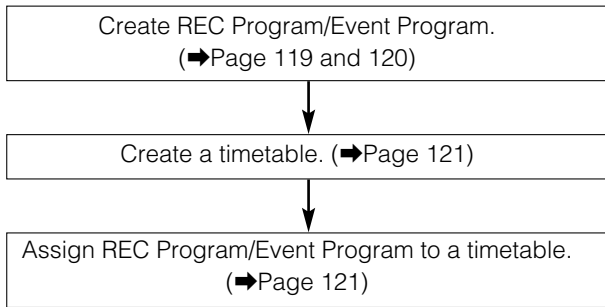 Create REC Program/Event Program.
(➡Page 119 and 120)
Create a timetable. (➡Page 121)
Assign REC Program/Event Program to a timetable.
(➡Page 121)